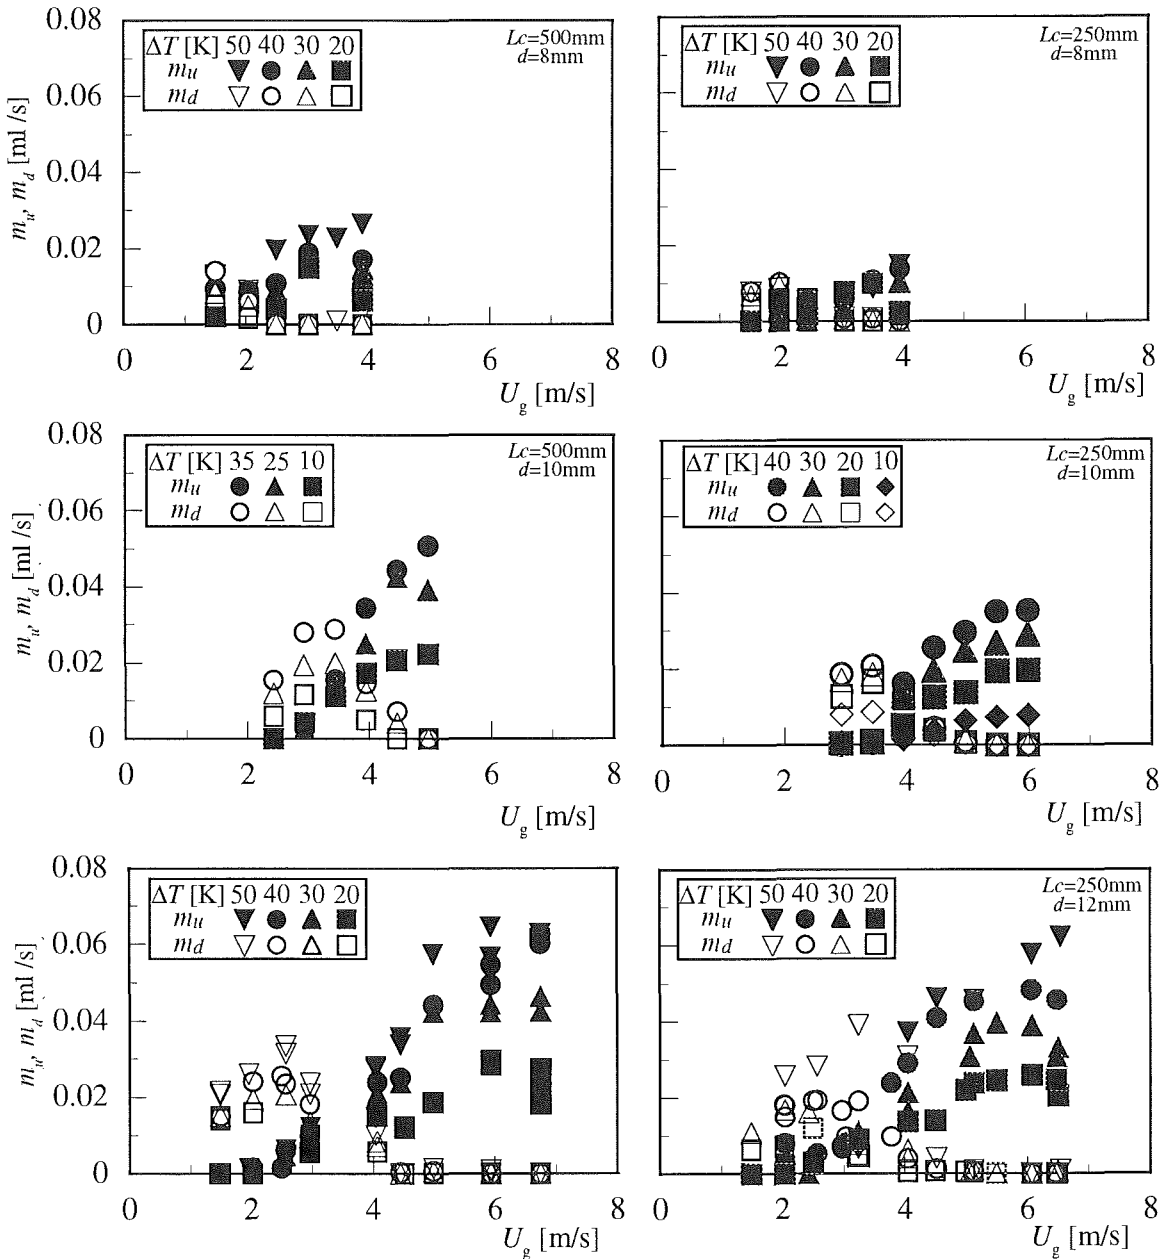 0.08
0.06
0.04
0.02
0
m_u, m_d [ml /s]
ΔT [K] 50 40 30 20
m_u
m_d
Lc=500mm
d=8mm
0 2 4 6 8
U_g [m/s]
ΔT [K] 50 40 30 20
m_u
m_d
Lc=250mm
d=8mm
0 2 4 6 8
U_g [m/s]
0.08
0.06
0.04
0.02
0
m_u, m_d [ml /s]
ΔT [K] 35 25 10
m_u
m_d
Lc=500mm
d=10mm
0 2 4 6 8
U_g [m/s]
ΔT [K] 40 30 20 10
m_u
m_d
Lc=250mm
d=10mm
2 4 6 8
U_g [m/s]
0.08
0.06
0.04
0.02
0
m_u, m_d [ml /s]
ΔT [K] 50 40 30 20
m_u
m_d
0 2 4 6 8
U_g [m/s]
ΔT [K] 50 40 30 20
m_u
m_d
Lc=250mm
d=12mm
0 2 4 6 8
U_g [m/s]